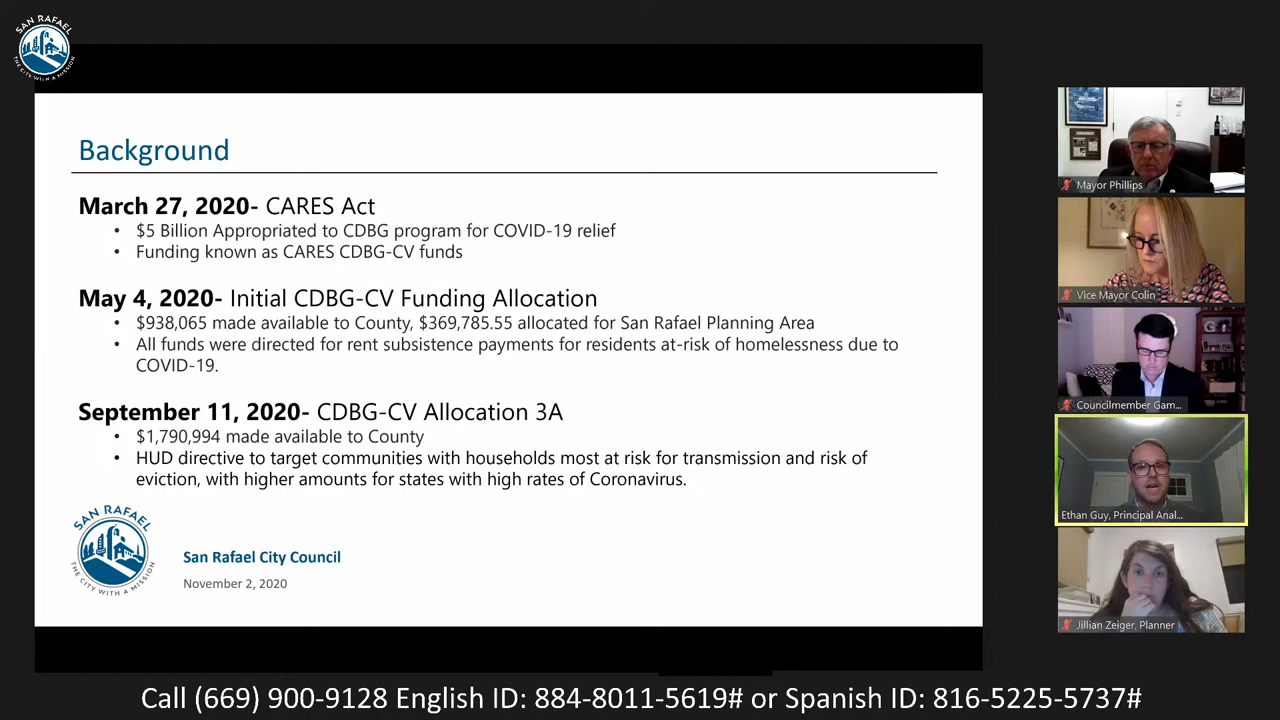 SAN RAFAEL
THE CITY WITH A MISSION
Background
March 27, 2020- CARES Act
• $5 Billion Appropriated to CDBG program for COVID-19 relief
• Funding known as CARES CDBG-CV funds
May 4, 2020- Initial CDBG-CV Funding Allocation
• $938,065 made available to County, $369,785.55 allocated for San Rafael Planning Area
• All funds were directed for rent subsistence payments for residents at-risk of homelessness due to
COVID-19.
September 11, 2020- CDBG-CV Allocation 3A
• $1,790,994 made available to County
• HUD directive to target communities with households most at risk for transmission and risk of
eviction, with higher amounts for states with high rates of Coronavirus.
SAN RAFAEL
THE CITY WITH A MISSION
San Rafael City Council
November 2, 2020
Mayor Phillips
Vice Mayor Colin
Councilmember Gam...
Ethan Guy, Principal Anal...
Jillian Zeiger, Planner
Call (669) 900-9128 English ID: 884-8011-5619# or Spanish ID: 816-5225-5737#